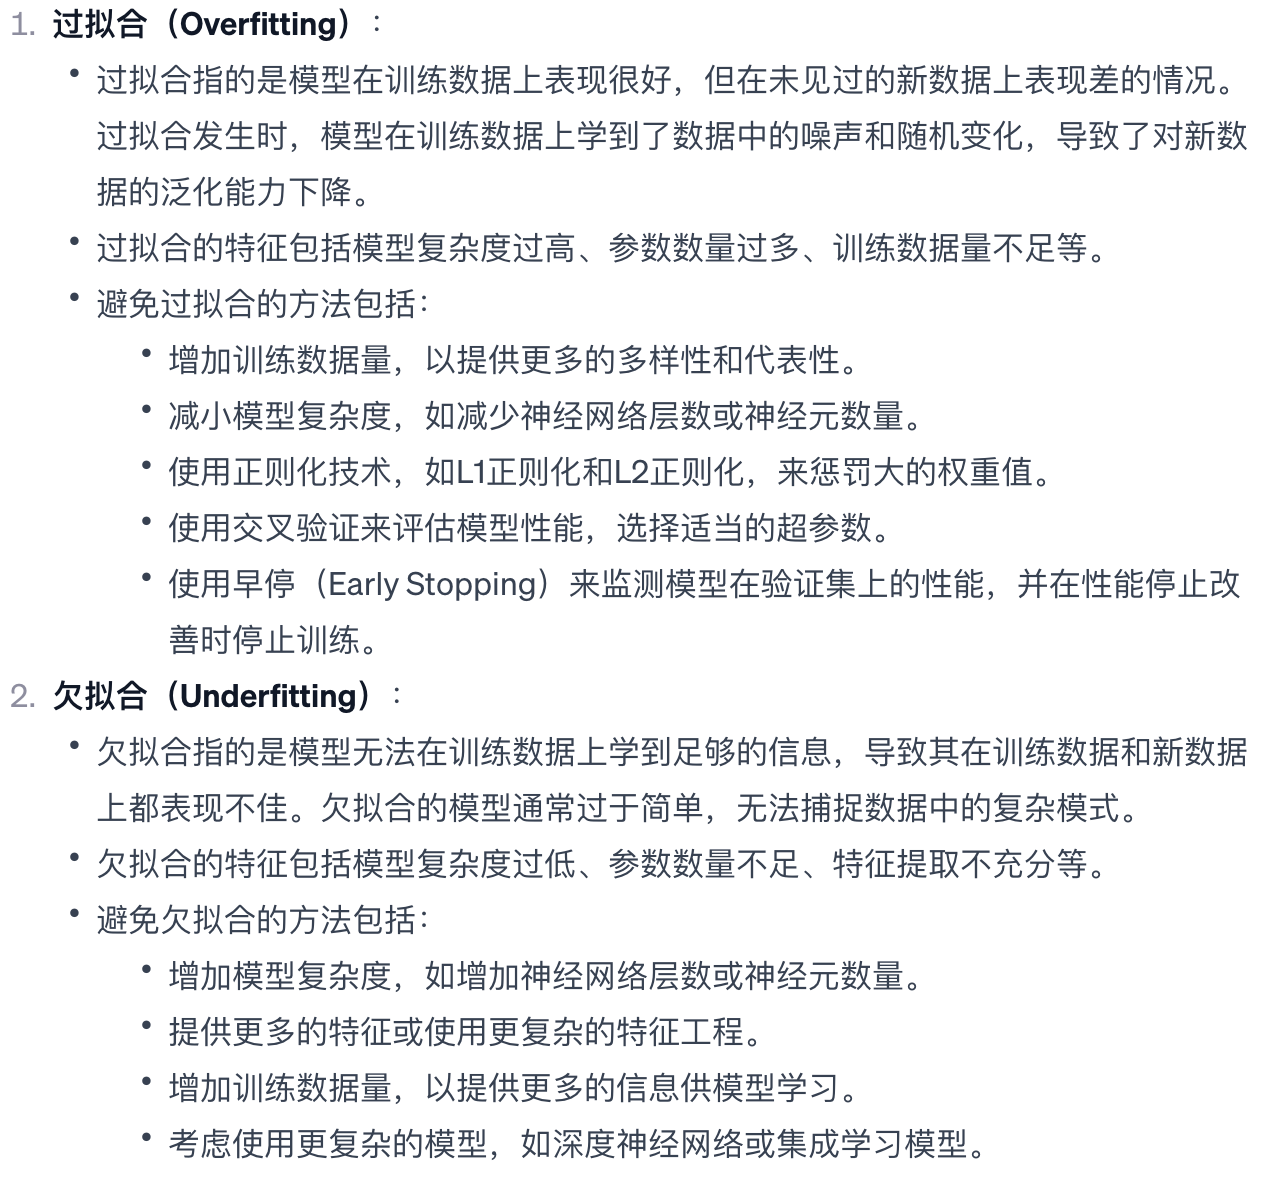 1. 过拟合（Overfitting）:
• 过拟合指的是模型在训练数据上表现很好，但在未见过的新数据上表现差的情况。
过拟合发生时，模型在训练数据上学到了数据中的噪声和随机变化，导致了对新数
据的泛化能力下降。
• 过拟合的特征包括模型复杂度过高、参数数量过多、训练数据量不足等。
• 避免过拟合的方法包括:
• 增加训练数据量，以提供更多的多样性和代表性。
• 减小模型复杂度，如减少神经网络层数或神经元数量。
• 使用正则化技术，如L1正则化和L2正则化，来惩罚大的权重值。
• 使用交叉验证来评估模型性能，选择适当的超参数。
• 使用早停（Early Stopping）来监测模型在验证集上的性能，并在性能停止改
善时停止训练。
2. 欠拟合（Underfitting）:
• 欠拟合指的是模型无法在训练数据上学到足够的信息，导致其在训练数据和新数据
上都表现不佳。欠拟合的模型通常过于简单，无法捕捉数据中的复杂模式。
• 欠拟合的特征包括模型复杂度过低、参数数量不足、特征提取不充分等。
• 避免欠拟合的方法包括:
• 增加模型复杂度，如增加神经网络层数或神经元数量。
• 提供更多的特征或使用更复杂的特征工程。
• 增加训练数据量，以提供更多的信息供模型学习。
• 考虑使用更复杂的模型，如深度神经网络或集成学习模型。